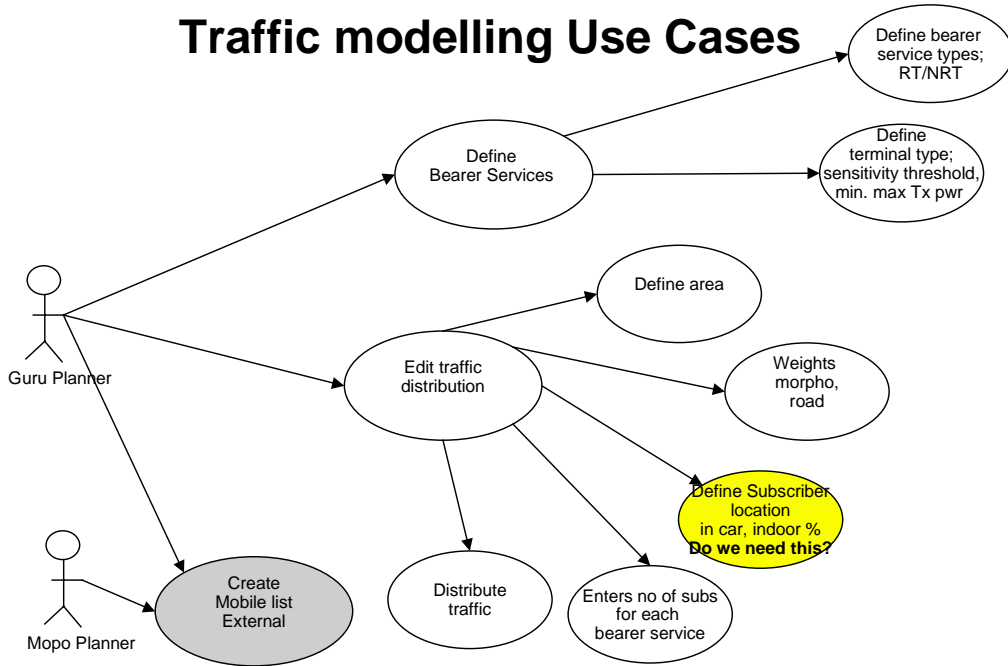 Traffic modelling Use Cases
Define bearer
service types;
RT/NRT
Define
Bearer Services
Define
terminal type;
sensitivity threshold,
min. max Tx pwr
Define area
Guru Planner
Edit traffic
distribution
Weights
morpho,
road
Define Subscriber
location
in car, indoor %
Do we need this?
Mopo Planner
Create
Mobile list
External
Distribute
traffic
Enters no of subs
for each
bearer service